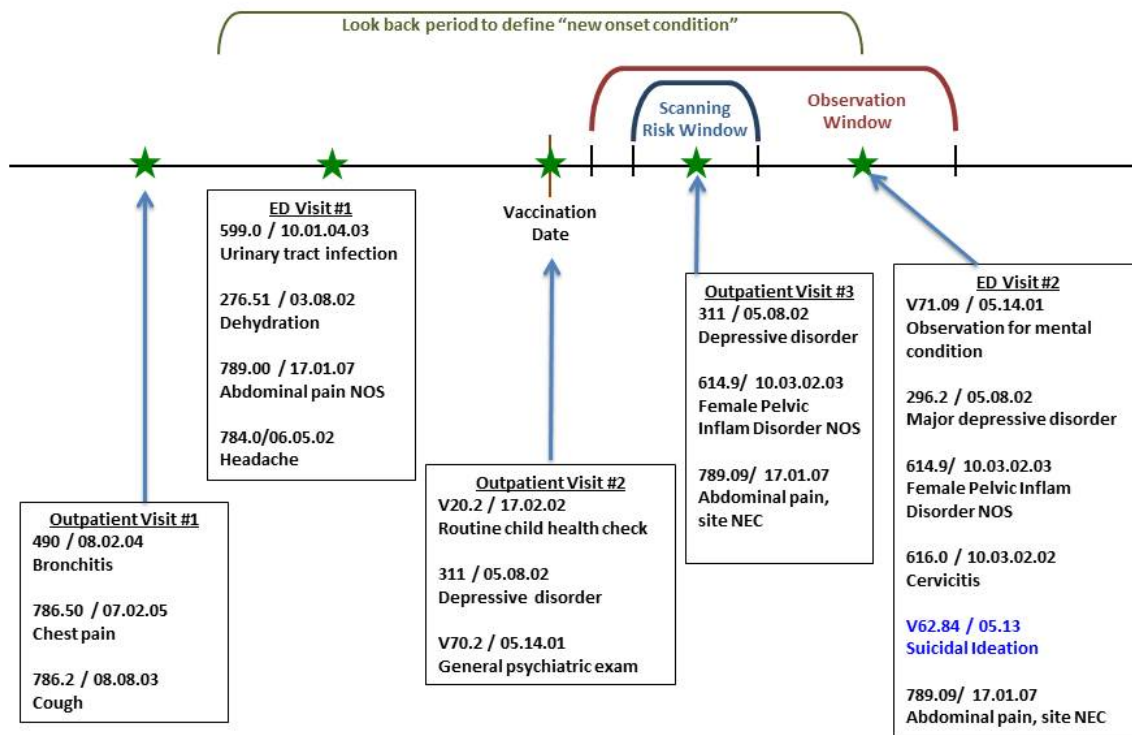 Look back period to define “new onset condition”
Scanning
Risk Window
Observation
Window
Vaccination
Date
ED Visit #1
599.0 / 10.01.04.03
Urinary tract infection
276.51 / 03.08.02
Dehydration
789.00 / 17.01.07
Abdominal pain NOS
784.0/06.05.02
Headache
Outpatient Visit #1
490 / 08.02.04
Bronchitis
786.50 / 07.02.05
Chest pain
786.2 / 08.08.03
Cough
Outpatient Visit #2
V20.2 / 17.02.02
Routine child health check
311 / 05.08.02
Depressive disorder
V70.2 / 05.14.01
General psychiatric exam
Outpatient Visit #3
311 / 05.08.02
Depressive disorder
614.9/ 10.03.02.03
Female Pelvic
Inflam Disorder NOS
789.09/ 17.01.07
Abdominal pain,
site NEC
ED Visit #2
V71.09 / 05.14.01
Observation for mental
condition
296.2 / 05.08.02
Major depressive disorder
614.9/ 10.03.02.03
Female Pelvic Inflam
Disorder NOS
616.0 / 10.03.02.02
Cervicitis
V62.84 / 05.13
Suicidal Ideation
789.09/ 17.01.07
Abdominal pain, site NEC